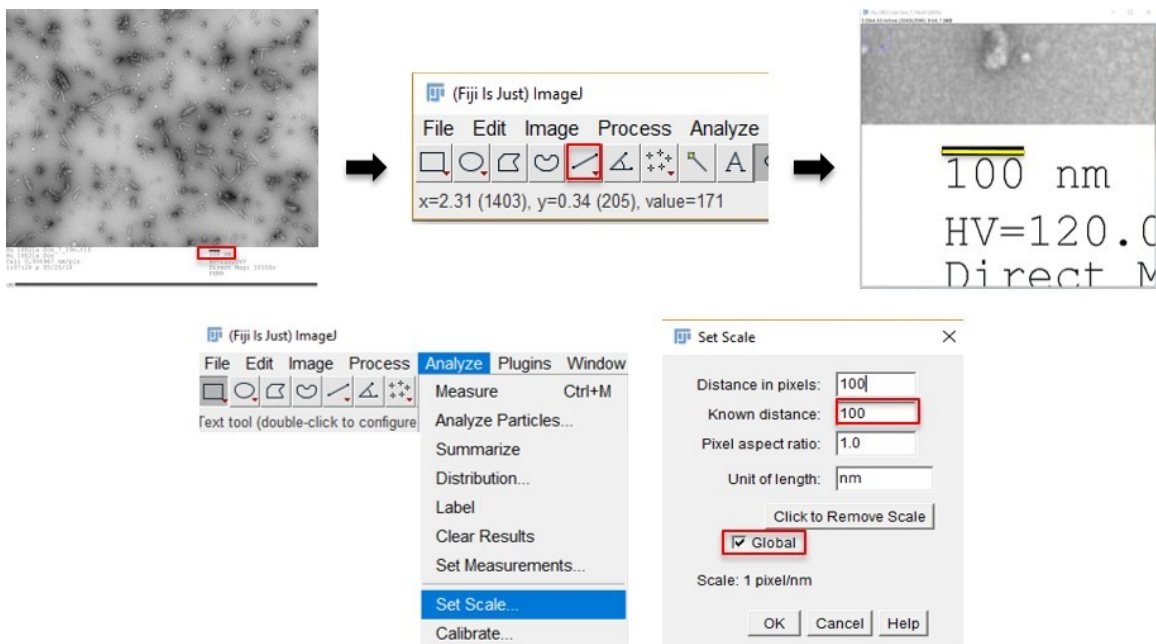 (Fiji Is Just) ImageJ
File Edit Image Process Analyze
A
x=2.31 (1403), y=0.34 (205), value=171
100 nm
HV=120.0
Direct M
(Fiji Is Just) ImageJ
File Edit Image Process Analyze Plugins Window
Text tool (double-click to configure
Measure Ctrl+M
Analyze Particles...
Summarize
Distribution...
Label
Clear Results
Set Measurements...
Set Scale...
Calibrate...
Set Scale
Distance in pixels: 100
Known distance: 100
Pixel aspect ratio: 1.0
Unit of length: nm
Click to Remove Scale
Global
Scale: 1 pixel/nm
OK Cancel Help